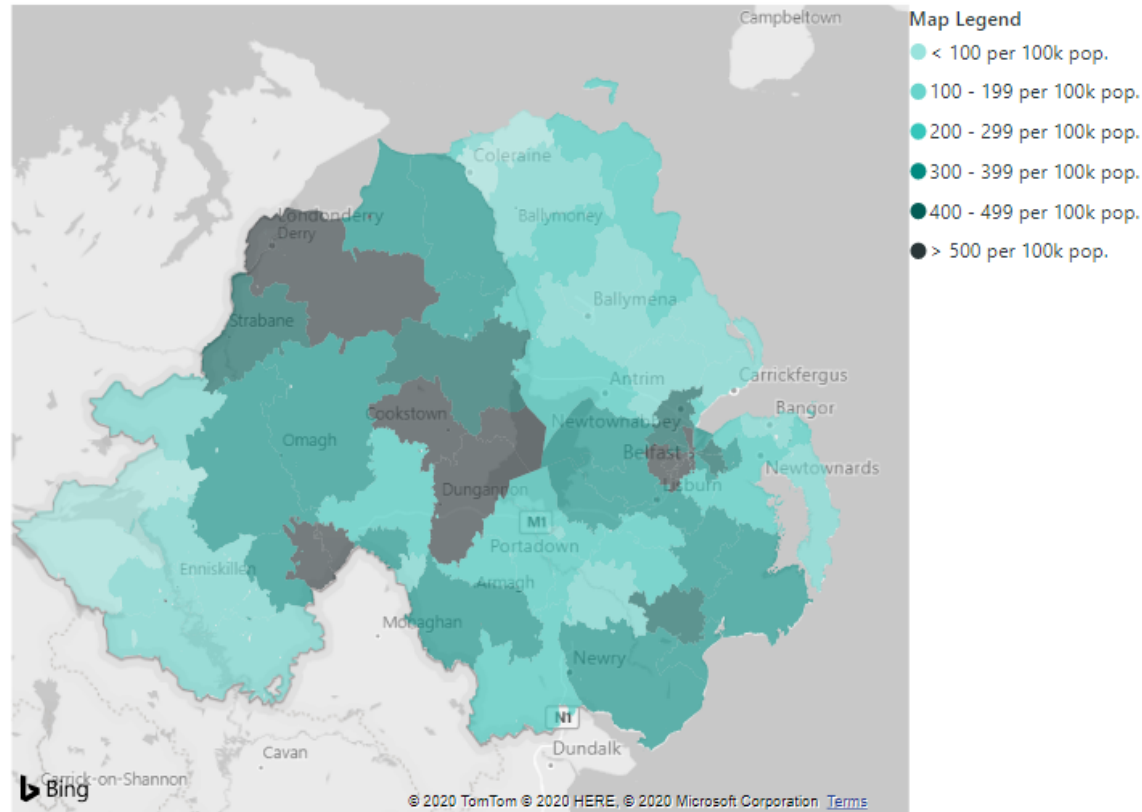 Campbeltown
Map Legend
< 100 per 100k pop.
100 - 199 per 100k pop.
200 - 299 per 100k pop.
300 - 399 per 100k pop.
400 - 499 per 100k pop.
> 500 per 100k pop.
Coleraine
Londonderry
Derry
Ballymoney
Strabane
Ballymena
Antrim
Carrickfergus
Cookstown
Newtownabbey
Bangor
Omagh
Belfast
Newtownards
Dungannon
Lisburn
M1
Portadown
Enniskillen
Armagh
Monaghan
Newry
N1
Cavan
Dundalk
Carrick-on-Shannon
Bing
© 2020 TomTom © 2020 HERE, © 2020 Microsoft Corporation Terms